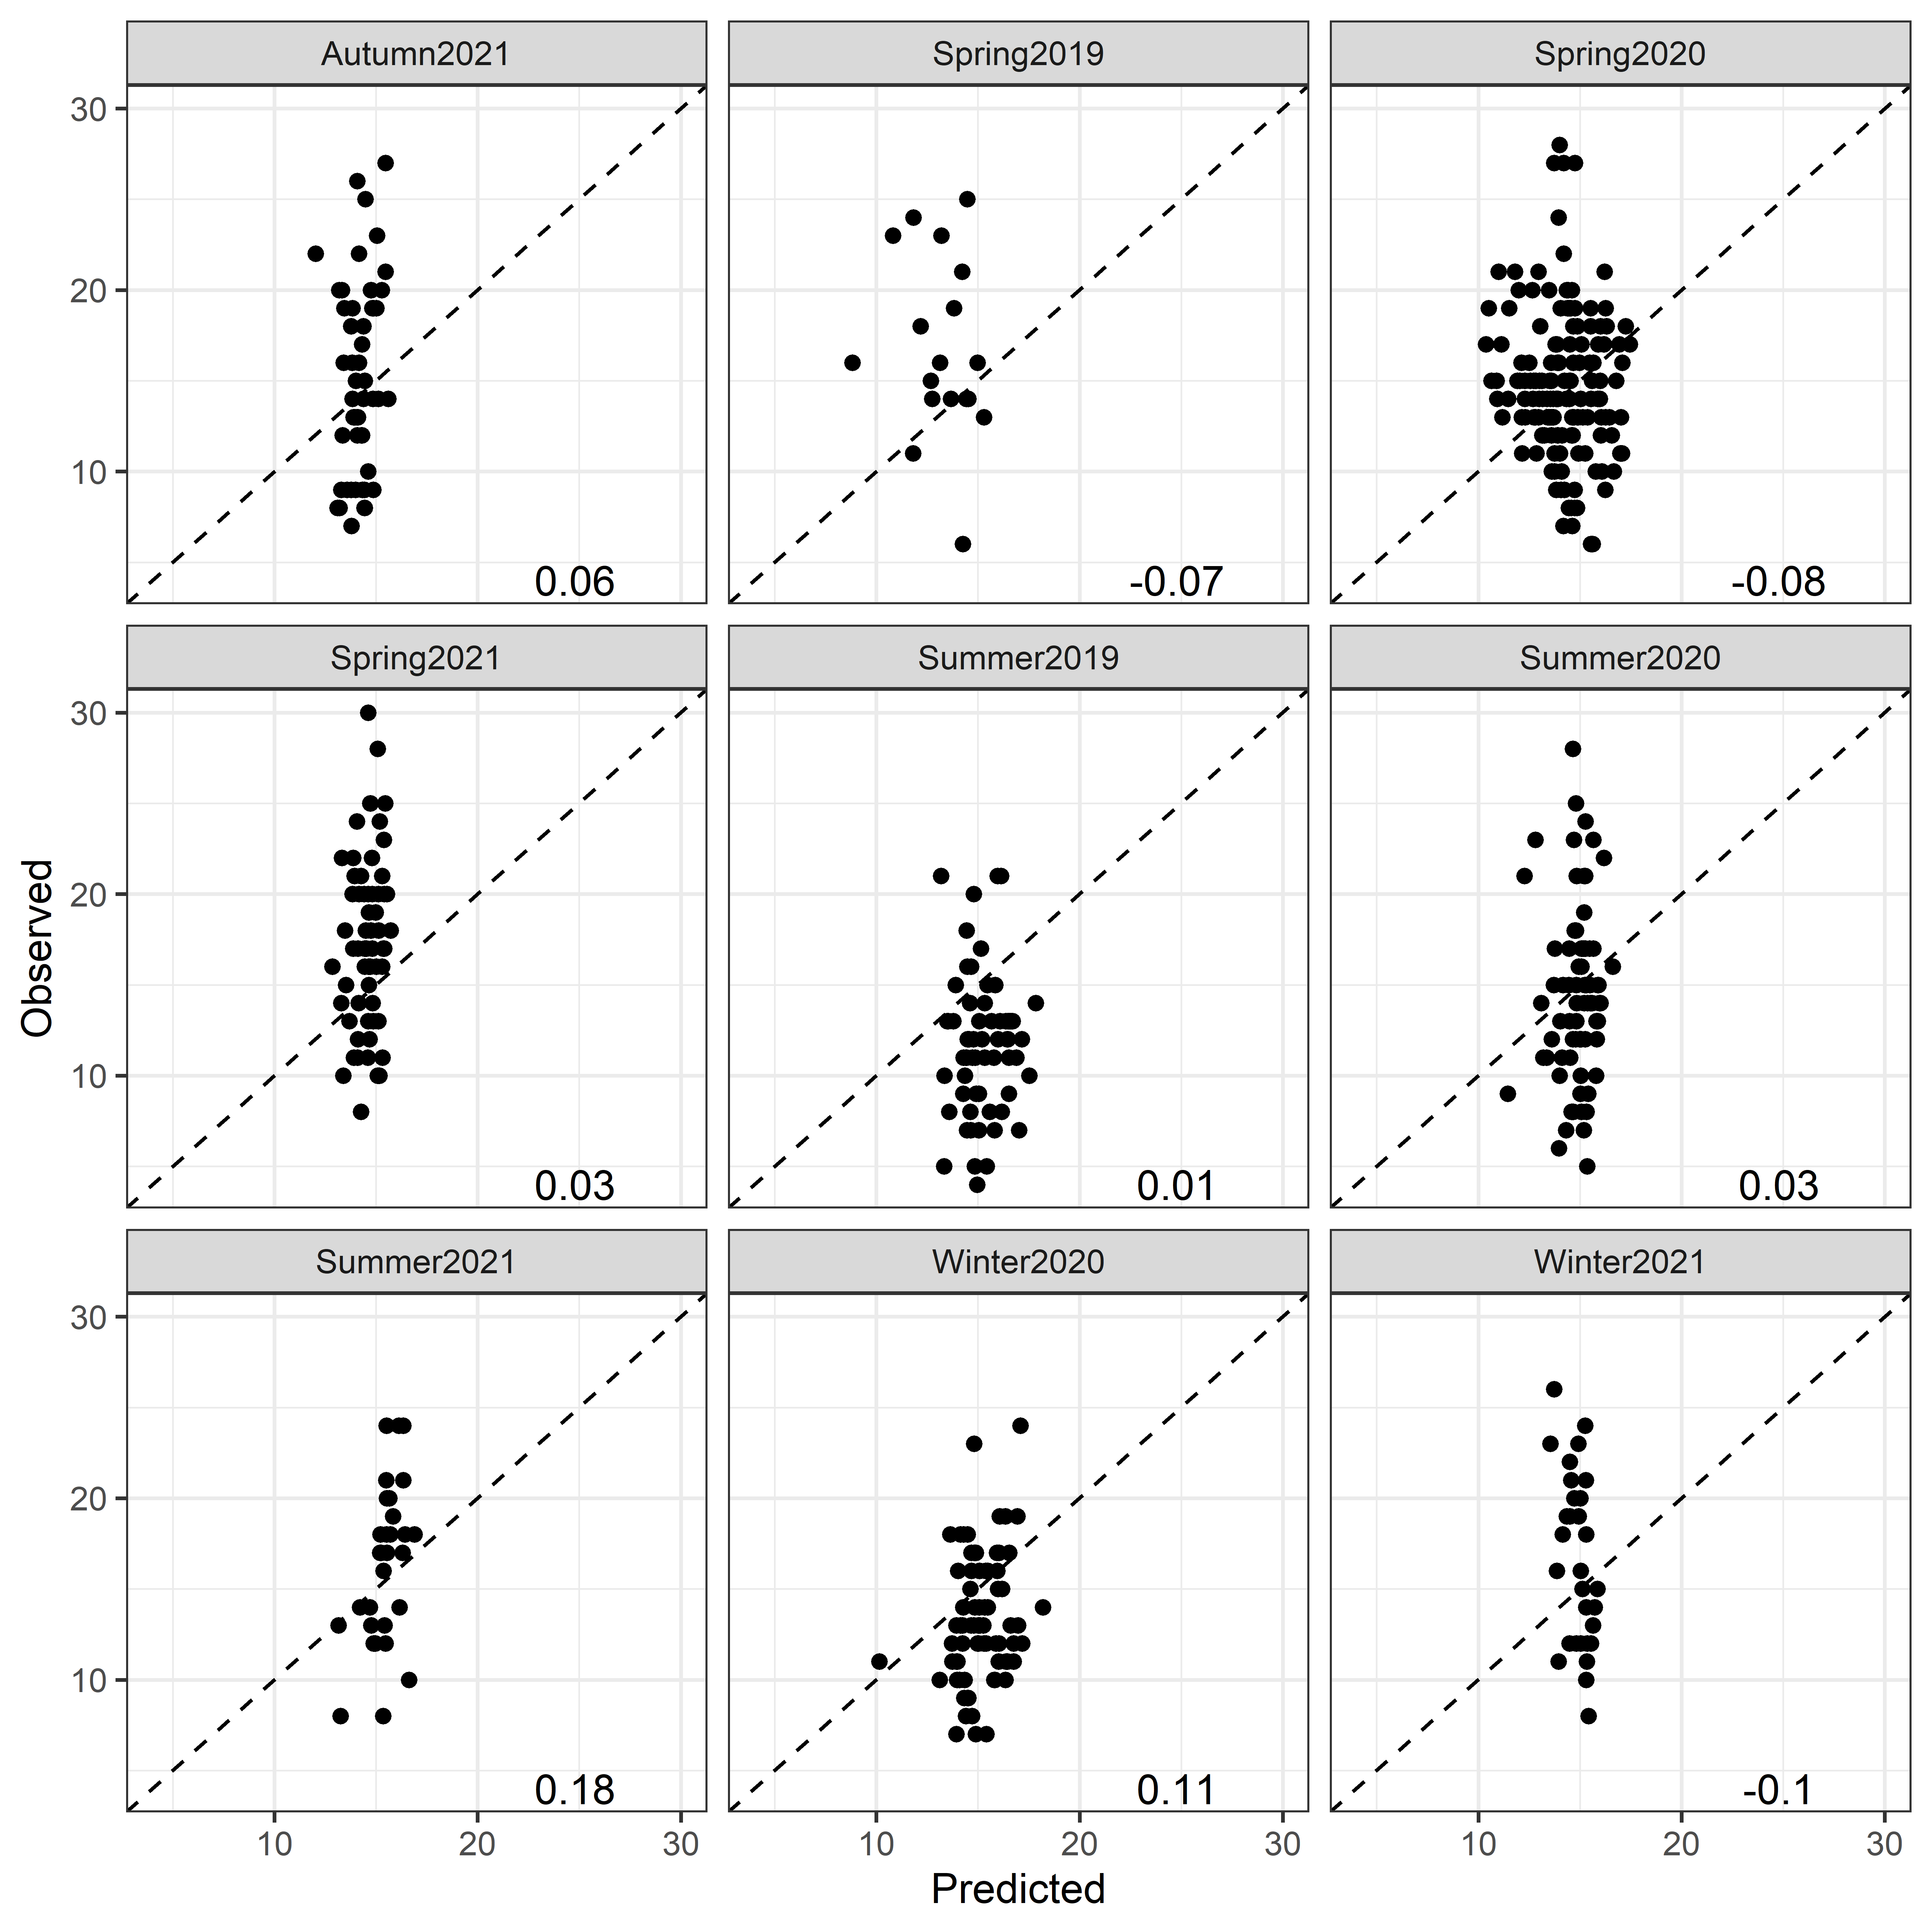 Autumn2021 Spring2019 Spring2020
30
20
10
0.06 -0.07 -0.08
Spring2021 Summer2019 Summer2020
30
20
10
0.03 0.01 0.03
Summer2021 Winter2020 Winter2021
30
20
10
0.18 0.11 -0.1
10 20 30 10 20 30 10 20 30
Predicted
Observed